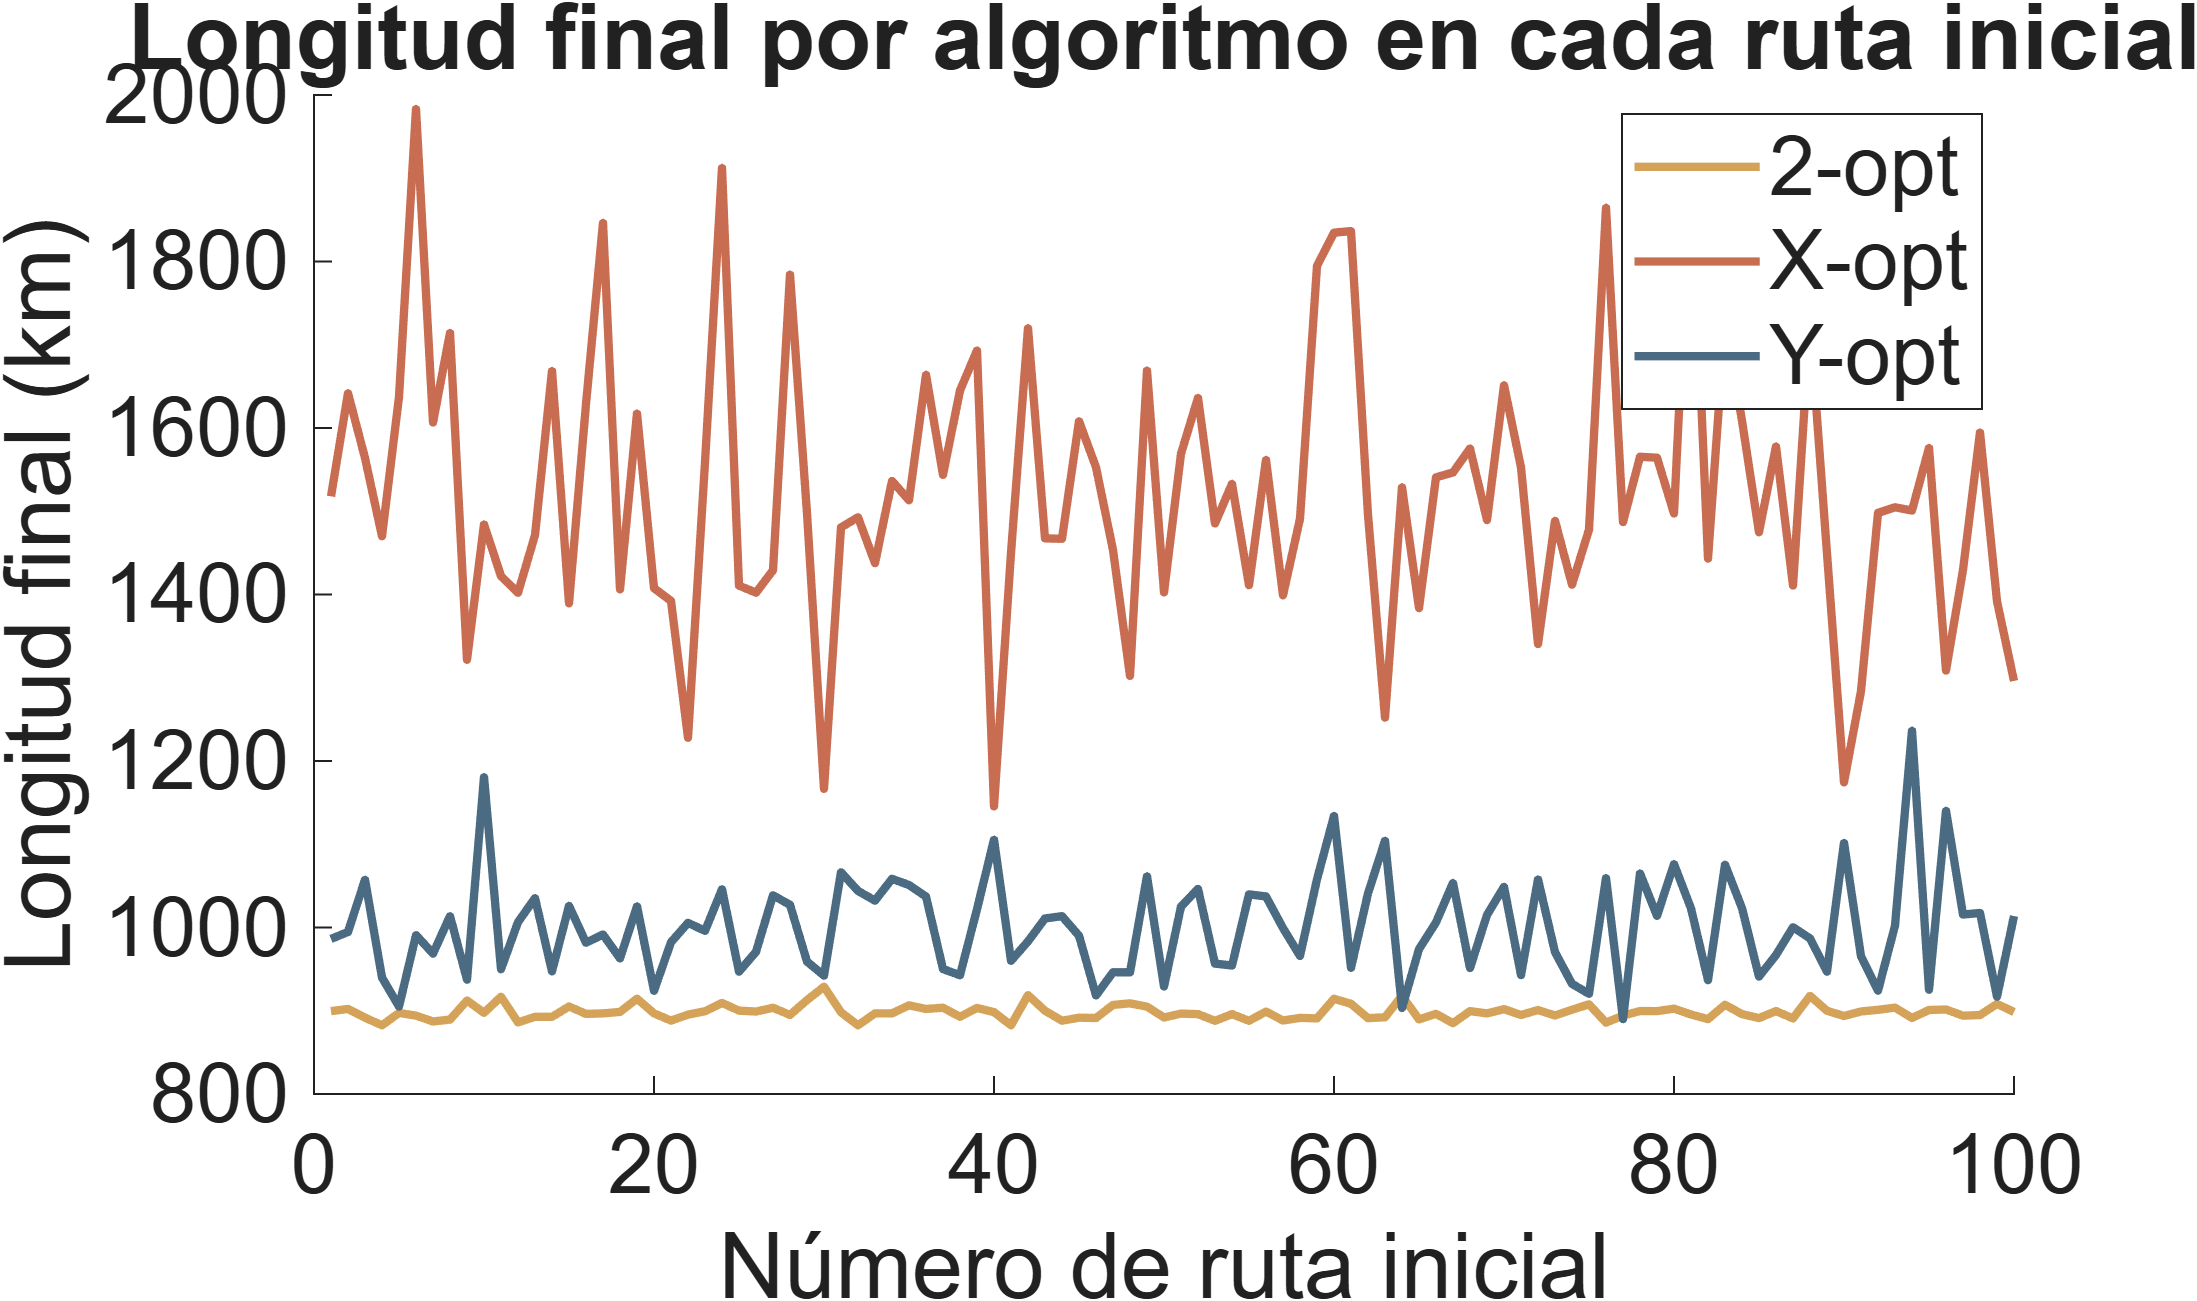 Longitud final por algoritmo en cada ruta inicial
2000
1800
1600
1400
1200
1000
800
Longitud final (km)
2-opt
X-opt
Y-opt
0 20 40 60 80 100
Número de ruta inicial